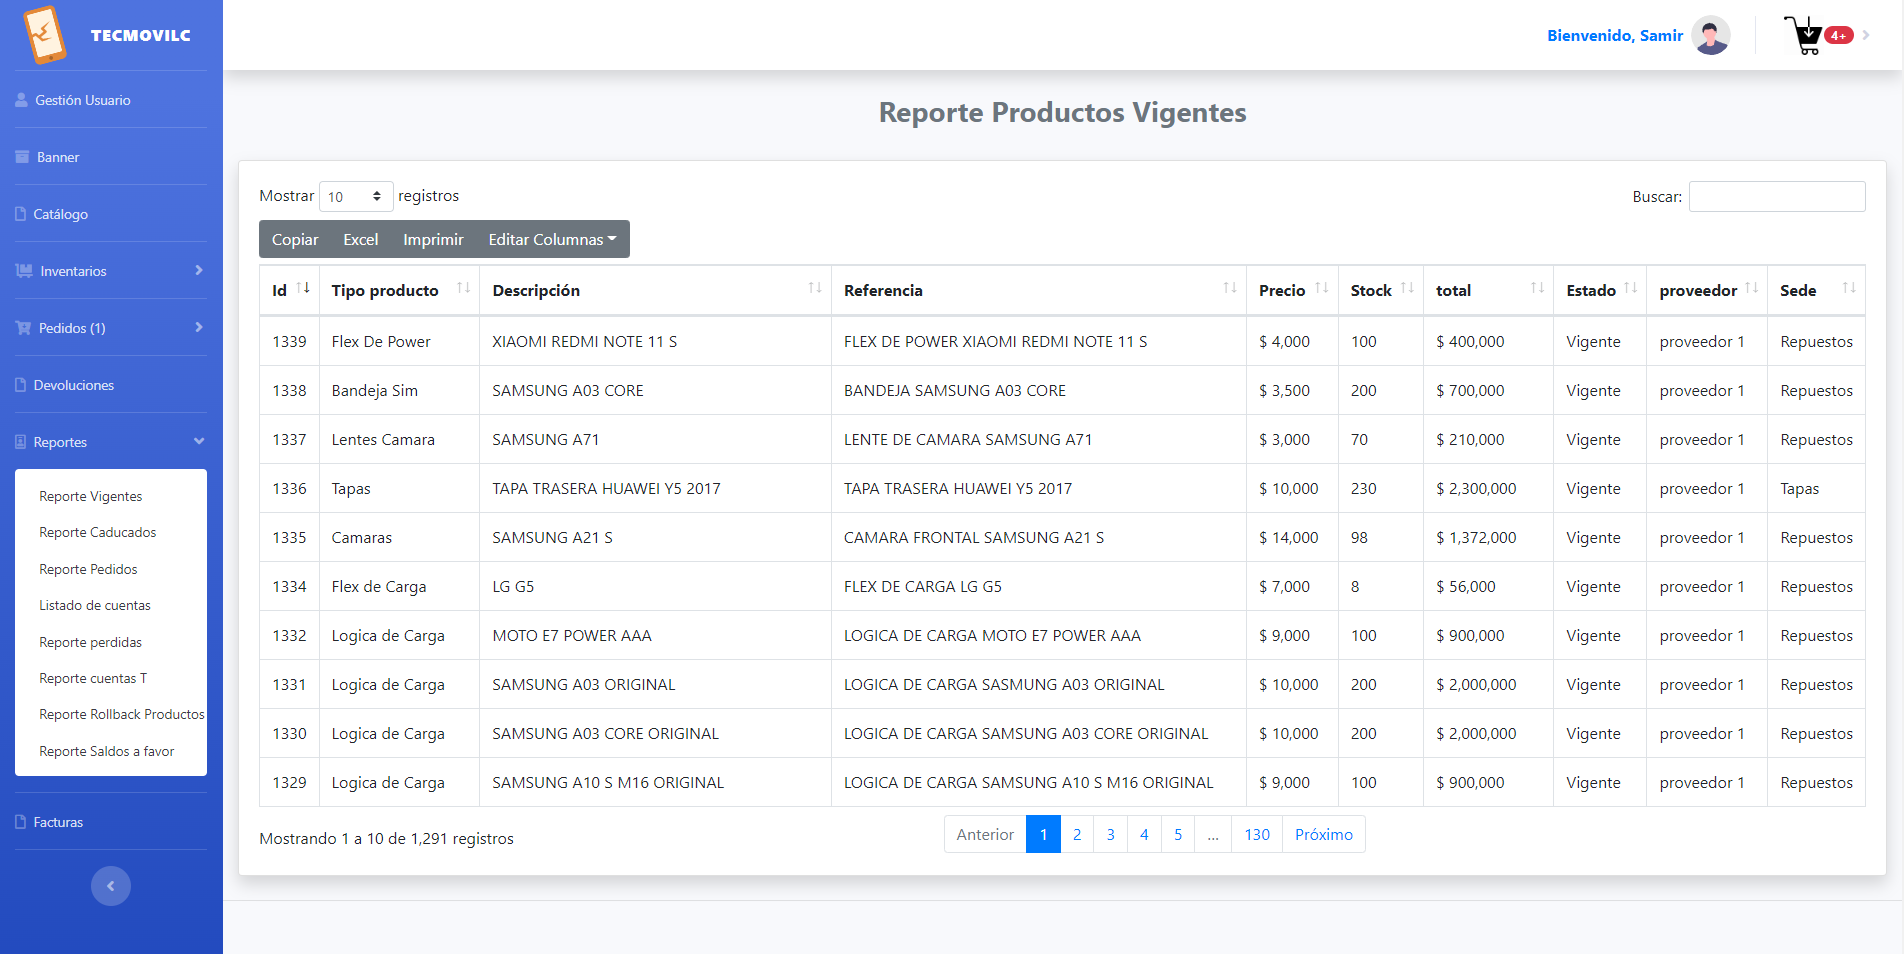 TECMOVILC
Bienvenido, Samir
4+
Gestión Usuario
Banner
Catálogo
Inventarios
Pedidos (1)
Devoluciones
Reportes
Reporte Vigentes
Reporte Caducados
Reporte Pedidos
Listado de cuentas
Reporte perdidas
Reporte cuentas T
Reporte Rollback Productos
Reporte Saldos a favor
Facturas
Reporte Productos Vigentes
Mostrar 10 registros
Buscar:
Copiar Excel Imprimir Editar Columnas
Id Tipo producto Descripción Referencia Precio Stock total Estado proveedor Sede
1339 Flex De Power XIAOMI REDMI NOTE 11 S FLEX DE POWER XIAOMI REDMI NOTE 11 S $ 4,000 100 $ 400,000 Vigente proveedor 1 Repuestos
1338 Bandeja Sim SAMSUNG A03 CORE BANDEJA SAMSUNG A03 CORE $ 3,500 200 $ 700,000 Vigente proveedor 1 Repuestos
1337 Lentes Camara SAMSUNG A71 LENTE DE CAMARA SAMSUNG A71 $ 3,000 70 $ 210,000 Vigente proveedor 1 Repuestos
1336 Tapas TAPA TRASERA HUAWEI Y5 2017 TAPA TRASERA HUAWEI Y5 2017 $ 10,000 230 $ 2,300,000 Vigente proveedor 1 Tapas
1335 Camaras SAMSUNG A21 S CAMARA FRONTAL SAMSUNG A21 S $ 14,000 98 $ 1,372,000 Vigente proveedor 1 Repuestos
1334 Flex de Carga LG G5 FLEX DE CARGA LG G5 $ 7,000 8 $ 56,000 Vigente proveedor 1 Repuestos
1332 Logica de Carga MOTO E7 POWER AAA LOGICA DE CARGA MOTO E7 POWER AAA $ 9,000 100 $ 900,000 Vigente proveedor 1 Repuestos
1331 Logica de Carga SAMSUNG A03 ORIGINAL LOGICA DE CARGA SASMUNG A03 ORIGINAL $ 10,000 200 $ 2,000,000 Vigente proveedor 1 Repuestos
1330 Logica de Carga SAMSUNG A03 CORE ORIGINAL LOGICA DE CARGA SAMSUNG A03 CORE ORIGINAL $ 10,000 200 $ 2,000,000 Vigente proveedor 1 Repuestos
1329 Logica de Carga SAMSUNG A10 S M16 ORIGINAL LOGICA DE CARGA SAMSUNG A10 S M16 ORIGINAL $ 9,000 100 $ 900,000 Vigente proveedor 1 Repuestos
Mostrando 1 a 10 de 1,291 registros
Anterior 1 2 3 4 5 ... 130 Próximo